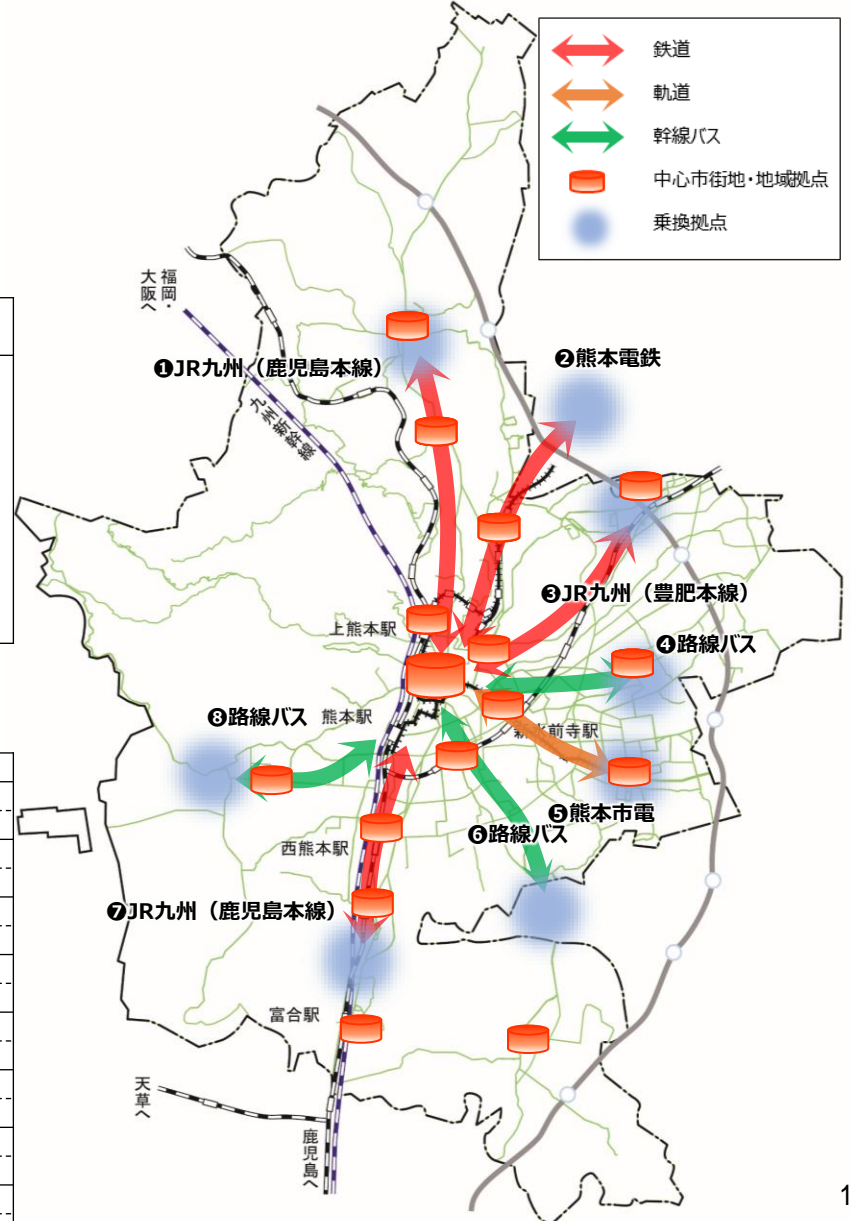 鉄道
軌道
幹線バス
中心市街地・地域拠点
乗換拠点
福岡・
大阪へ
❶JR九州（鹿児島本線）
❷熊本電鉄
九州新幹線
❸JR九州（豊肥本線）
上熊本駅
❹路線バス
❽路線バス
熊本駅
新水前寺駅
❺熊本市電
❻路線バス
西熊本駅
❼JR九州（鹿児島本線）
富合駅
天草へ
鹿児島へ
1